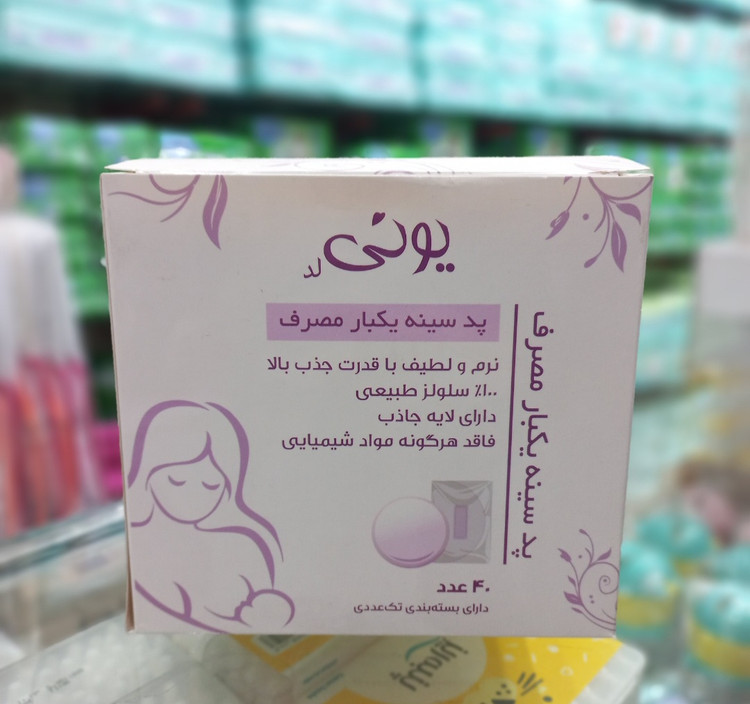 یونی
لد
پد سینه یکبار مصرف
نرم و لطیف با قدرت جذب بالا
۱۰۰٪ سلولز طبیعی
دارای لایه جاذب
فاقد هرگونه مواد شیمیایی
پد سینه یکبار مصرف
۴۰ عدد
دارای بسته‌بندی تک‌عددی